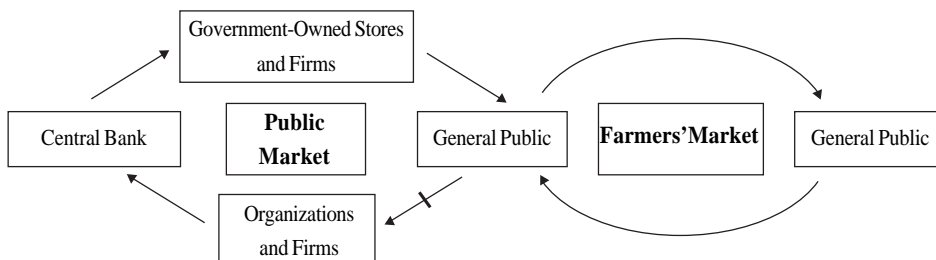 Government-Owned Stores
and Firms
Central Bank
Public
Market
General Public
Farmers’Market
General Public
Organizations
and Firms